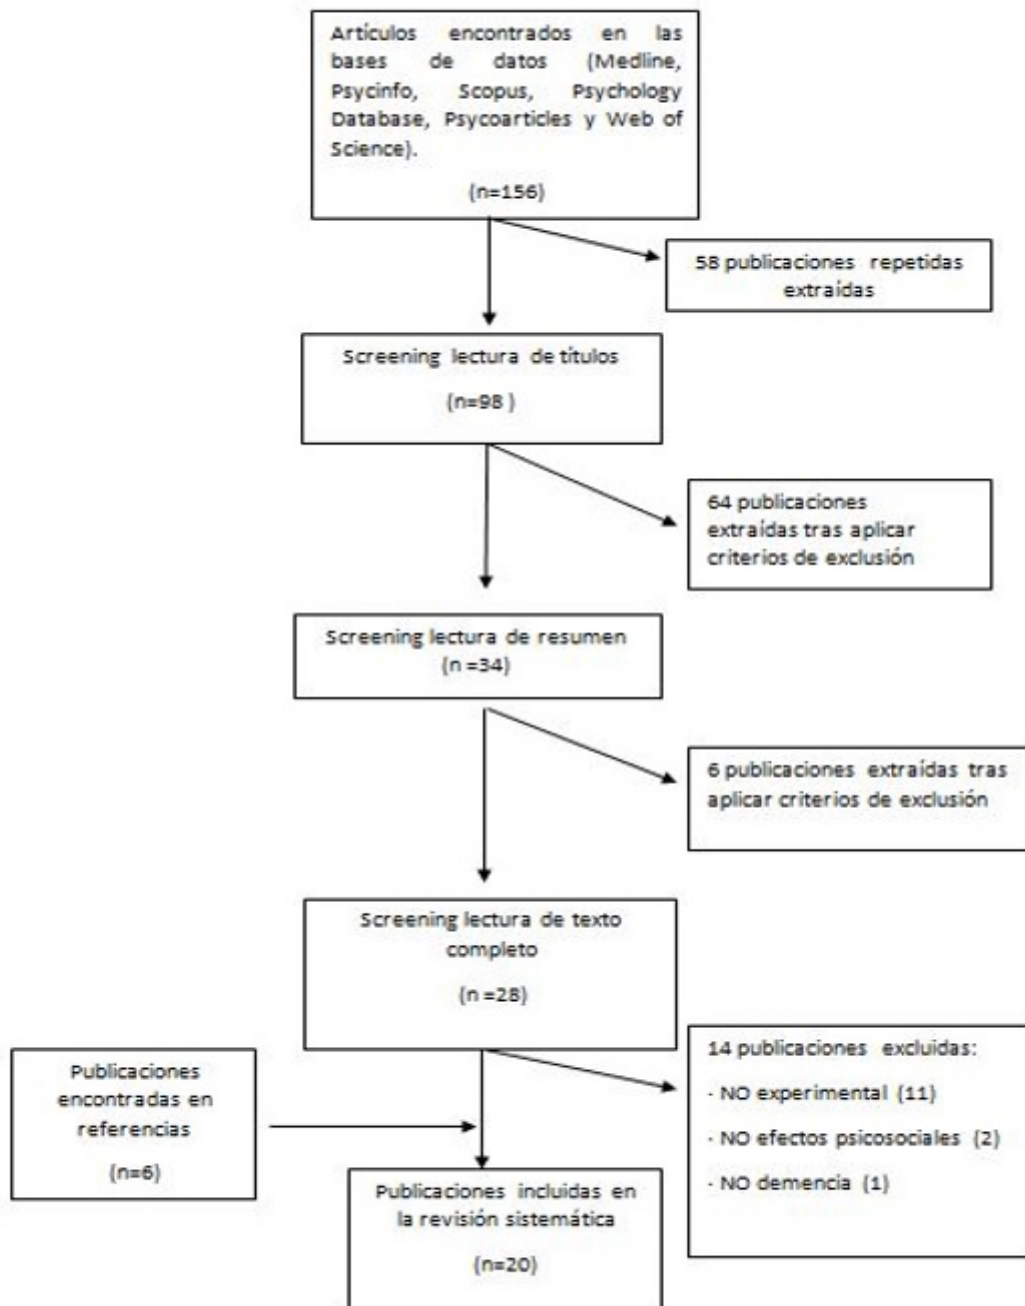 Artículos encontrados en las
bases de datos (Medline,
Psycinfo, Scopus, Psychology
Database, Psycoarticles y Web of
Science).
(n=156)
58 publicaciones repetidas
extraídas
Screening lectura de títulos
(n=98 )
64 publicaciones
extraídas tras aplicar
criterios de exclusión
Screening lectura de resumen
(n =34)
6 publicaciones extraídas tras
aplicar criterios de exclusión
Screening lectura de texto
completo
(n =28)
14 publicaciones excluidas:
· NO experimental (11)
· NO efectos psicosociales (2)
· NO demencia (1)
Publicaciones
encontradas en
referencias
(n=6)
Publicaciones incluidas en
la revisión sistemática
(n=20)